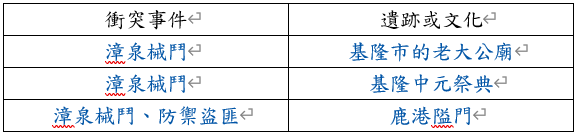 衝突事件 遺跡或文化
漳泉械鬥 基隆市的老大公廟
漳泉械鬥 基隆中元祭典
漳泉械鬥、防禦盜匪 鹿港隘門